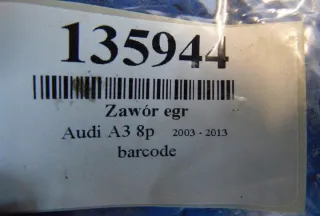 135944
Zawór egr
Audi A3 8p 2003 - 2013
barcode